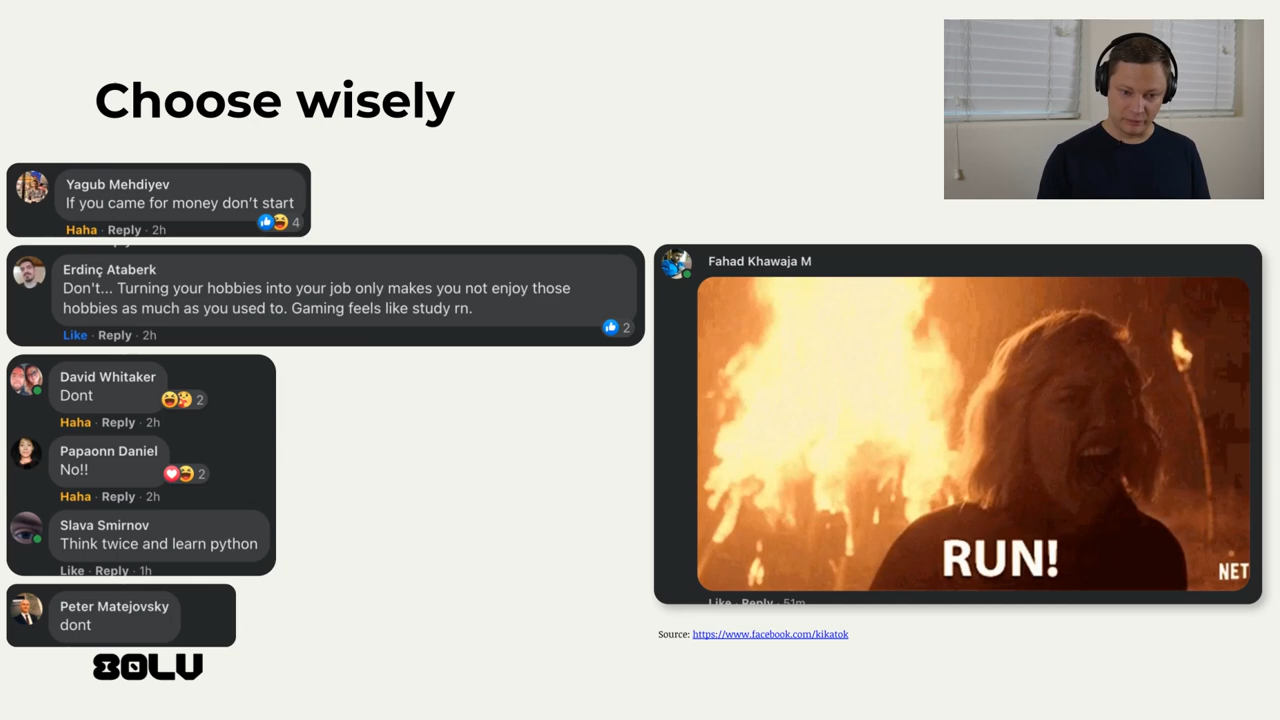 Choose wisely
Yagub Mehdiyev
If you came for money don’t start
Haha · Reply · 2h
4
Erdinç Ataberk
Don't... Turning your hobbies into your job only makes you not enjoy those
hobbies as much as you used to. Gaming feels like study rn.
Like · Reply · 2h
2
David Whitaker
Dont
2
Haha · Reply · 2h
Papaonn Daniel
No!!
2
Haha · Reply · 2h
Slava Smirnov
Think twice and learn python
Like · Reply · 1h
Peter Matejovsky
dont
80LV
Fahad Khawaja M
RUN!
NET
Like · Reply · 51m
Source: https://www.facebook.com/kikatok